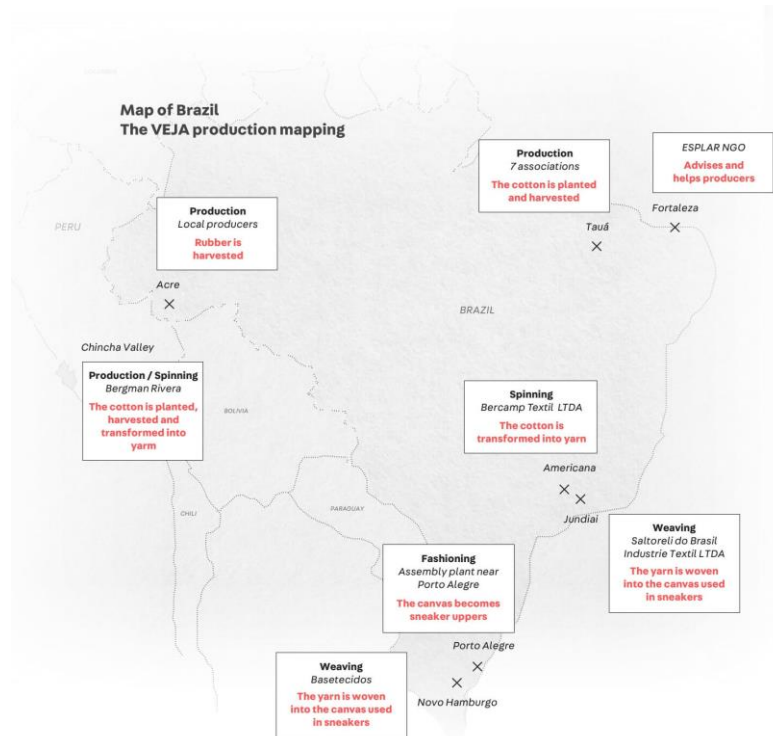 Map of Brazil
The VEJA production mapping
Production
7 associations
The cotton is planted
and harvested
ESPLAR NGO
Advises and
helps producers
Fortaleza
Tauá
Production
Local producers
Rubber is
harvested
PERU
Acre
BRAZIL
Chincha Valley
Production / Spinning
Bergman Rivera
The cotton is planted,
harvested and
transformed into
yarm
BOLIVIA
Spinning
Bercamp Textil LTDA
The cotton is
transformed into yarn
Americana
Jundiai
CHILI
PARAGUAY
Weaving
Saltoreli do Brasil
Industrie Textil LTDA
The yarn is woven
into the canvas used
in sneakers
Fashioning
Assembly plant near
Porto Alegre
The canvas becomes
sneaker uppers
Porto Alegre
Novo Hamburgo
Weaving
Basetecidos
The yarn is woven
into the canvas used
in sneakers